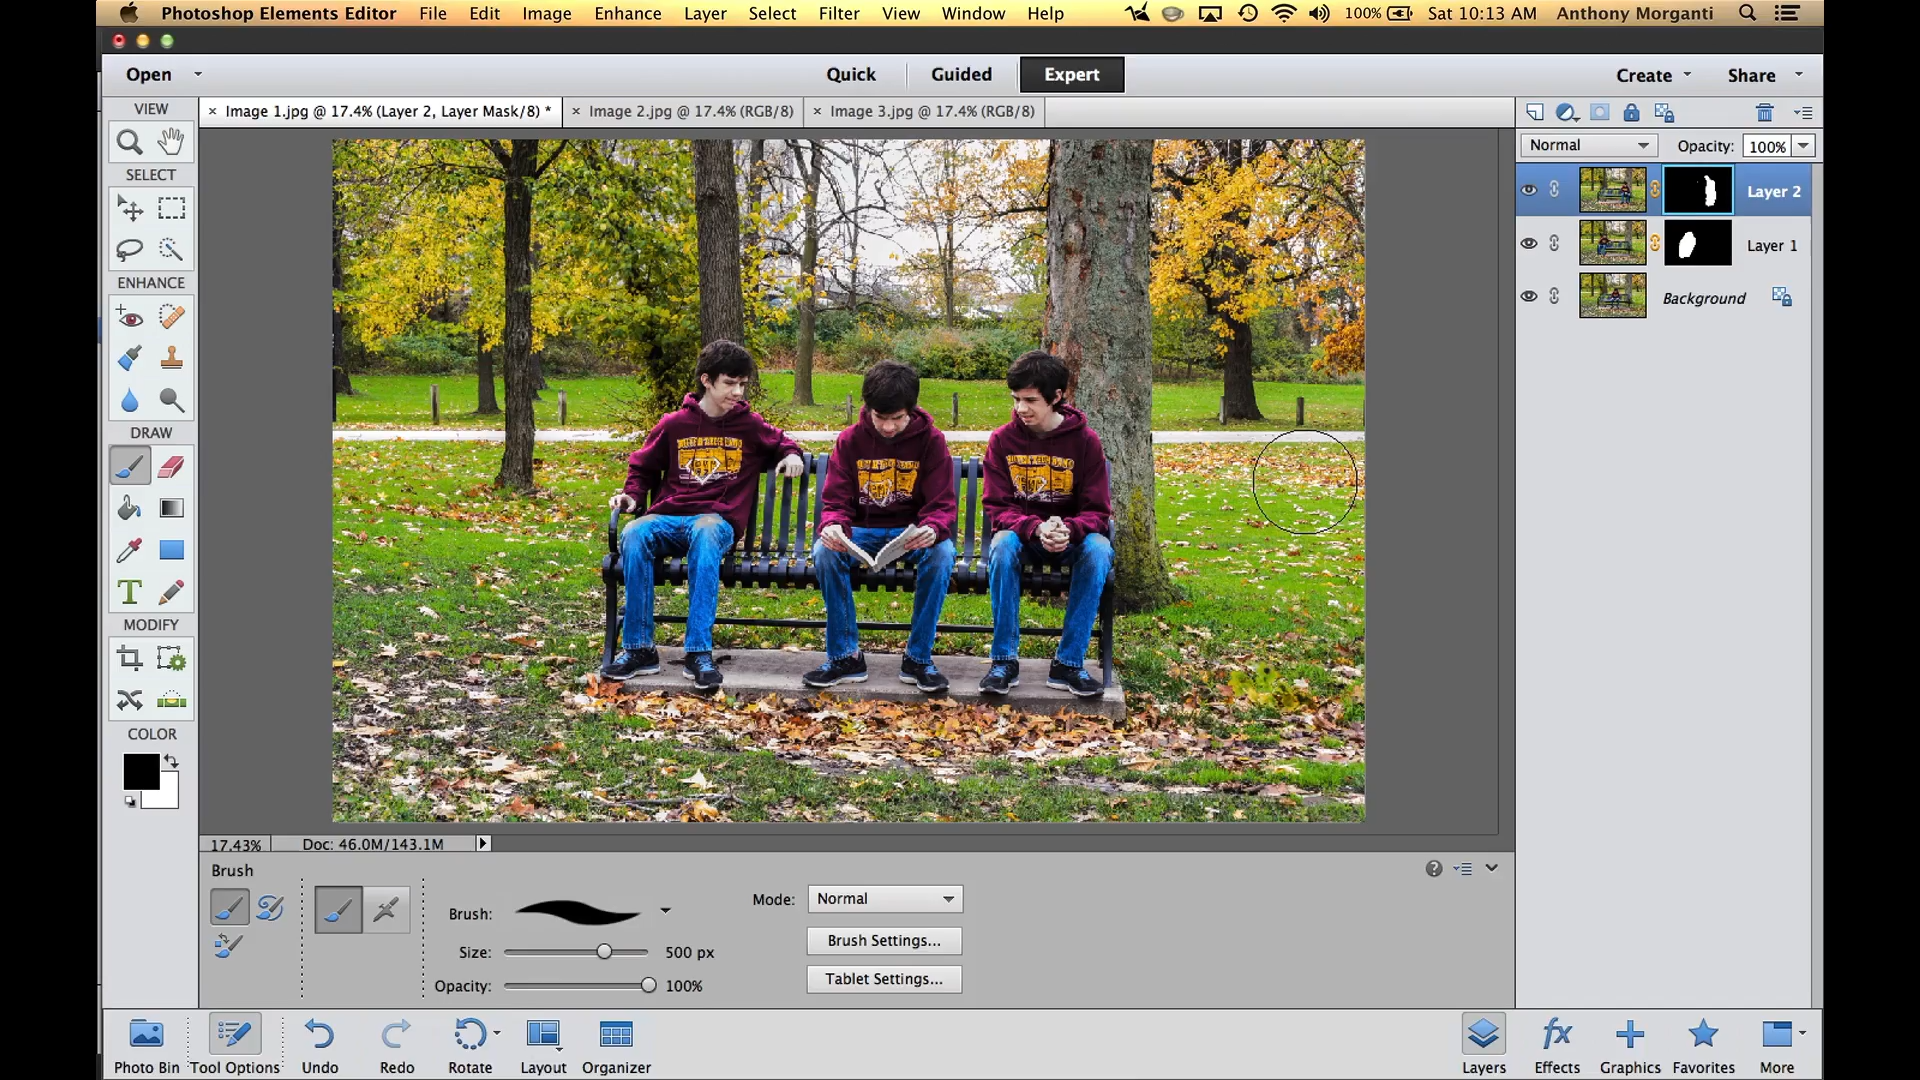 Photoshop Elements Editor File Edit Image Enhance Layer Select Filter View Window Help 100% Sat 10:13 AM Anthony Morganti
Open Quick Guided Expert Create Share
VIEW
× Image 1.jpg @ 17.4% (Layer 2, Layer Mask/8) * × Image 2.jpg @ 17.4% (RGB/8) × Image 3.jpg @ 17.4% (RGB/8)
Normal Opacity: 100%
SELECT
Layer 2
Layer 1
ENHANCE
Background
DRAW
T
MODIFY
COLOR
17.43% Doc: 46.0M/143.1M
Brush
Brush: Mode: Normal
Brush Settings...
Size: 500 px
Tablet Settings...
Opacity: 100%
fx
Photo Bin Tool Options Undo Redo Rotate Layout Organizer Layers Effects Graphics Favorites More